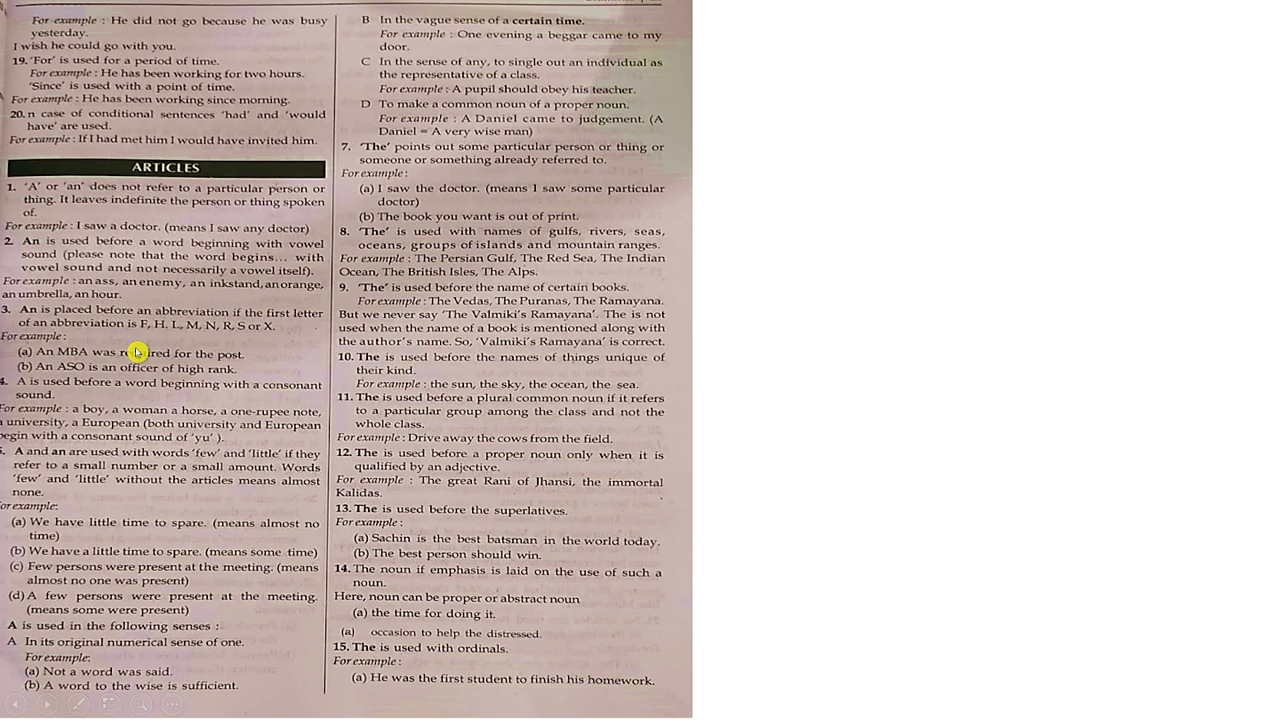 For example : He did not go because he was busy
yesterday.
I wish he could go with you.
19. 'For' is used for a period of time.
For example : He has been working for two hours.
'Since' is used with a point of time.
For example : He has been working since morning.
20. n case of conditional sentences 'had' and 'would
have' are used.
For example : If I had met him I would have invited him.
ARTICLES
1. 'A' or 'an' does not refer to a particular person or
thing. It leaves indefinite the person or thing spoken
of.
For example : I saw a doctor. (means I saw any doctor)
2. An is used before a word beginning with vowel
sound (please note that the word begins... with
vowel sound and not necessarily a vowel itself).
For example : an ass, an enemy, an inkstand, an orange,
an umbrella, an hour.
3. An is placed before an abbreviation if the first letter
of an abbreviation is F, H. L, M, N, R, S or X.
For example :
(a) An MBA was for the post.
(b) An ASO is an officer of high rank.
4. A is used before a word beginning with a consonant
sound.
For example : a boy, a woman a horse, a one-rupee note,
university, a European (both university and European
begin with a consonant sound of 'yu' ).
A and an are used with words 'few' and 'little' if they
refer to a small number or a small amount. Words
'few' and 'little' without the articles means almost
none.
For example:
(a) We have little time to spare. (means almost no
time)
(b) We have a little time to spare. (means some time)
(c) Few persons were present at the meeting. (means
almost no one was present)
(d) A few persons were present at the meeting.
(means some were present)
A is used in the following senses :
A In its original numerical sense of one.
For example:
(a) Not a word was said.
(b) A word to the wise is sufficient.
B In the vague sense of a certain time.
For example : One evening a beggar came to my
door.
C In the sense of any, to single out an individual as
the representative of a class.
For example : A pupil should obey his teacher.
D To make a common noun of a proper noun.
For example : A Daniel came to judgement. (A
Daniel = A very wise man)
7. 'The' points out some particular person or thing or
someone or something already referred to.
For example :
(a) I saw the doctor. (means I saw some particular
doctor)
(b) The book you want is out of print.
8. 'The' is used with names of gulfs, rivers, seas,
oceans, groups of islands and mountain ranges.
For example : The Persian Gulf, The Red Sea, The Indian
Ocean, The British Isles, The Alps.
9. 'The' is used before the name of certain books.
For example : The Vedas, The Puranas, The Ramayana.
But we never say 'The Valmiki's Ramayana'. The is not
used when the name of a book is mentioned along with
the author's name. So, 'Valmiki's Ramayana' is correct.
10. The is used before the names of things unique of
their kind.
For example : the sun, the sky, the ocean, the sea.
11. The is used before a plural common noun if it refers
to a particular group among the class and not the
whole class.
For example : Drive away the cows from the field.
12. The is used before a proper noun only when it is
qualified by an adjective.
For example : The great Rani of Jhansi, the immortal
Kalidas.
13. The is used before the superlatives.
For example :
(a) Sachin is the best batsman in the world today.
(b) The best person should win.
14. The noun if emphasis is laid on the use of such a
noun.
Here, noun can be proper or abstract noun
(a) the time for doing it.
(a) occasion to help the distressed.
15. The is used with ordinals.
For example :
(a) He was the first student to finish his homework.